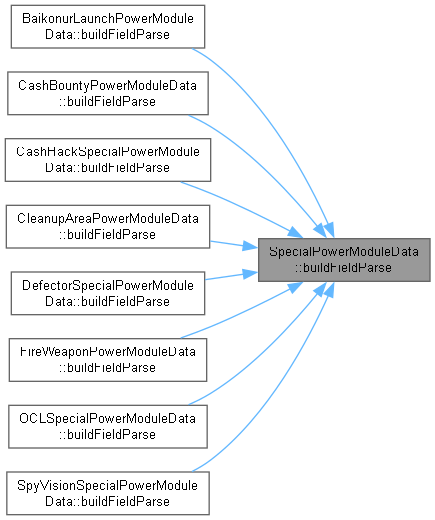 BaikonurLaunchPowerModule
Data::buildFieldParse
CashBountyPowerModuleData
::buildFieldParse
CashHackSpecialPowerModule
Data::buildFieldParse
CleanupAreaPowerModuleData
::buildFieldParse
SpecialPowerModuleData
::buildFieldParse
DefectorSpecialPowerModule
Data::buildFieldParse
FireWeaponPowerModuleData
::buildFieldParse
OCLSpecialPowerModuleData
::buildFieldParse
SpyVisionSpecialPowerModule
Data::buildFieldParse